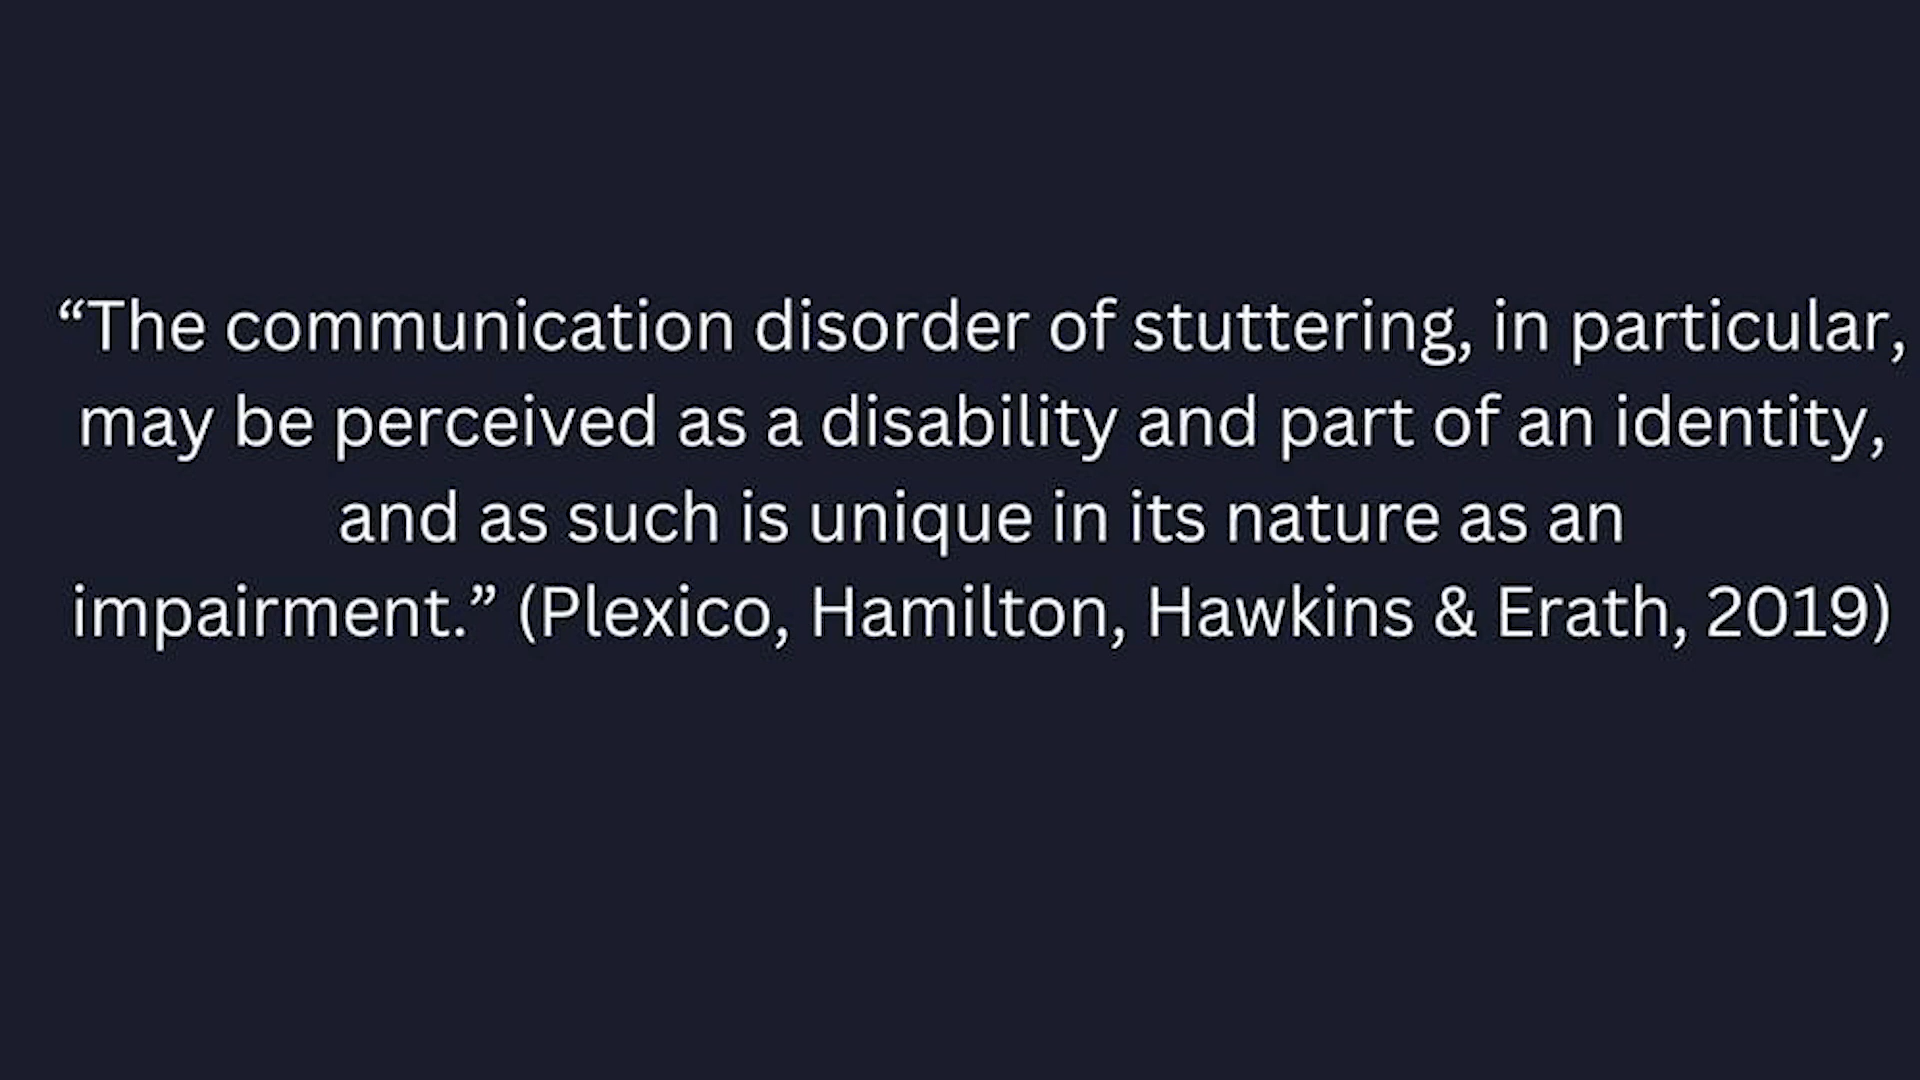 “The communication disorder of stuttering, in particular,
may be perceived as a disability and part of an identity,
and as such is unique in its nature as an
impairment.” (Plexico, Hamilton, Hawkins & Erath, 2019)